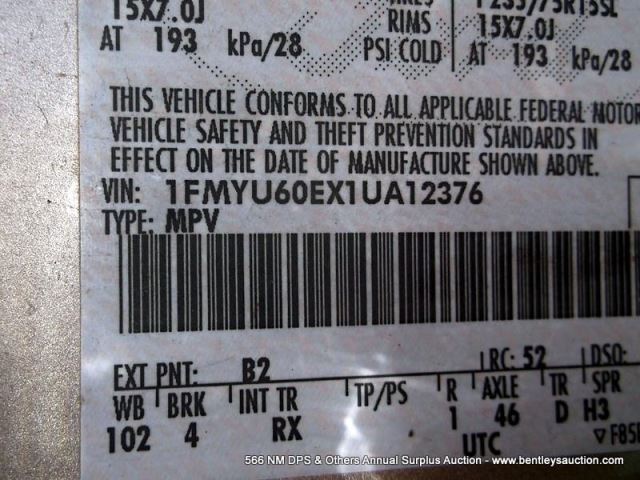 15X7.0J RIMS 15X7.0J
AT 193 kPa/28 PSI COLD AT 193 kPa/28
THIS VEHICLE CONFORMS TO ALL APPLICABLE FEDERAL MOTOR
VEHICLE SAFETY AND THEFT PREVENTION STANDARDS IN
EFFECT ON THE DATE OF MANUFACTURE SHOWN ABOVE.
VIN: 1FMYU60EX1UA12376
TYPE: MPV
EXT PNT: B2 RC: 52 DSO:
WB BRK INT TR TP/PS R AXLE TR SPR
102 4 RX 1 46 D H3
UTC ▽F85
566 NM DPS & Others Annual Surplus Auction - www.bentleysauction.com